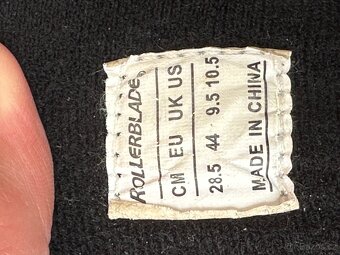 ROLLERBLADE®
CM EU UK US
28.5 44 9.5 10.5
MADE IN CHINA